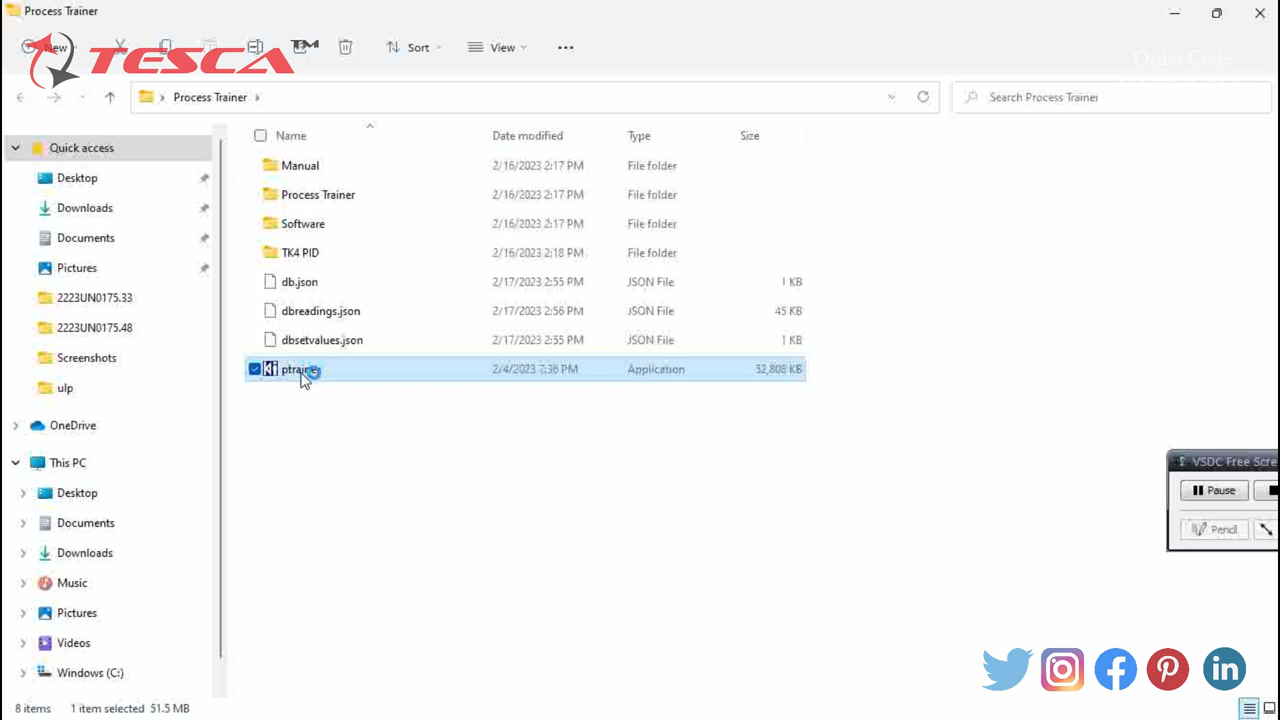 Process Trainer
New
Sort
View
TESCA TM
Order Code
Process Trainer
Search Process Trainer
Name Date modified Type Size
Quick access
Desktop
Downloads
Documents
Pictures
2223UN0175.33
2223UN0175.48
Screenshots
ulp
OneDrive
This PC
Desktop
Documents
Downloads
Music
Pictures
Videos
Windows (C:)
Manual 2/16/2023 2:17 PM File folder
Process Trainer 2/16/2023 2:17 PM File folder
Software 2/16/2023 2:17 PM File folder
TK4 PID 2/16/2023 2:18 PM File folder
db.json 2/17/2023 2:55 PM JSON File 1 KB
dbreadings.json 2/17/2023 2:56 PM JSON File 45 KB
dbsetvalues.json 2/17/2023 2:55 PM JSON File 1 KB
2/4/2023 7:36 PM Application 52,808 KB
VSDC Free Scre
Pause
Pencil
8 items 1 item selected 51.5 MB